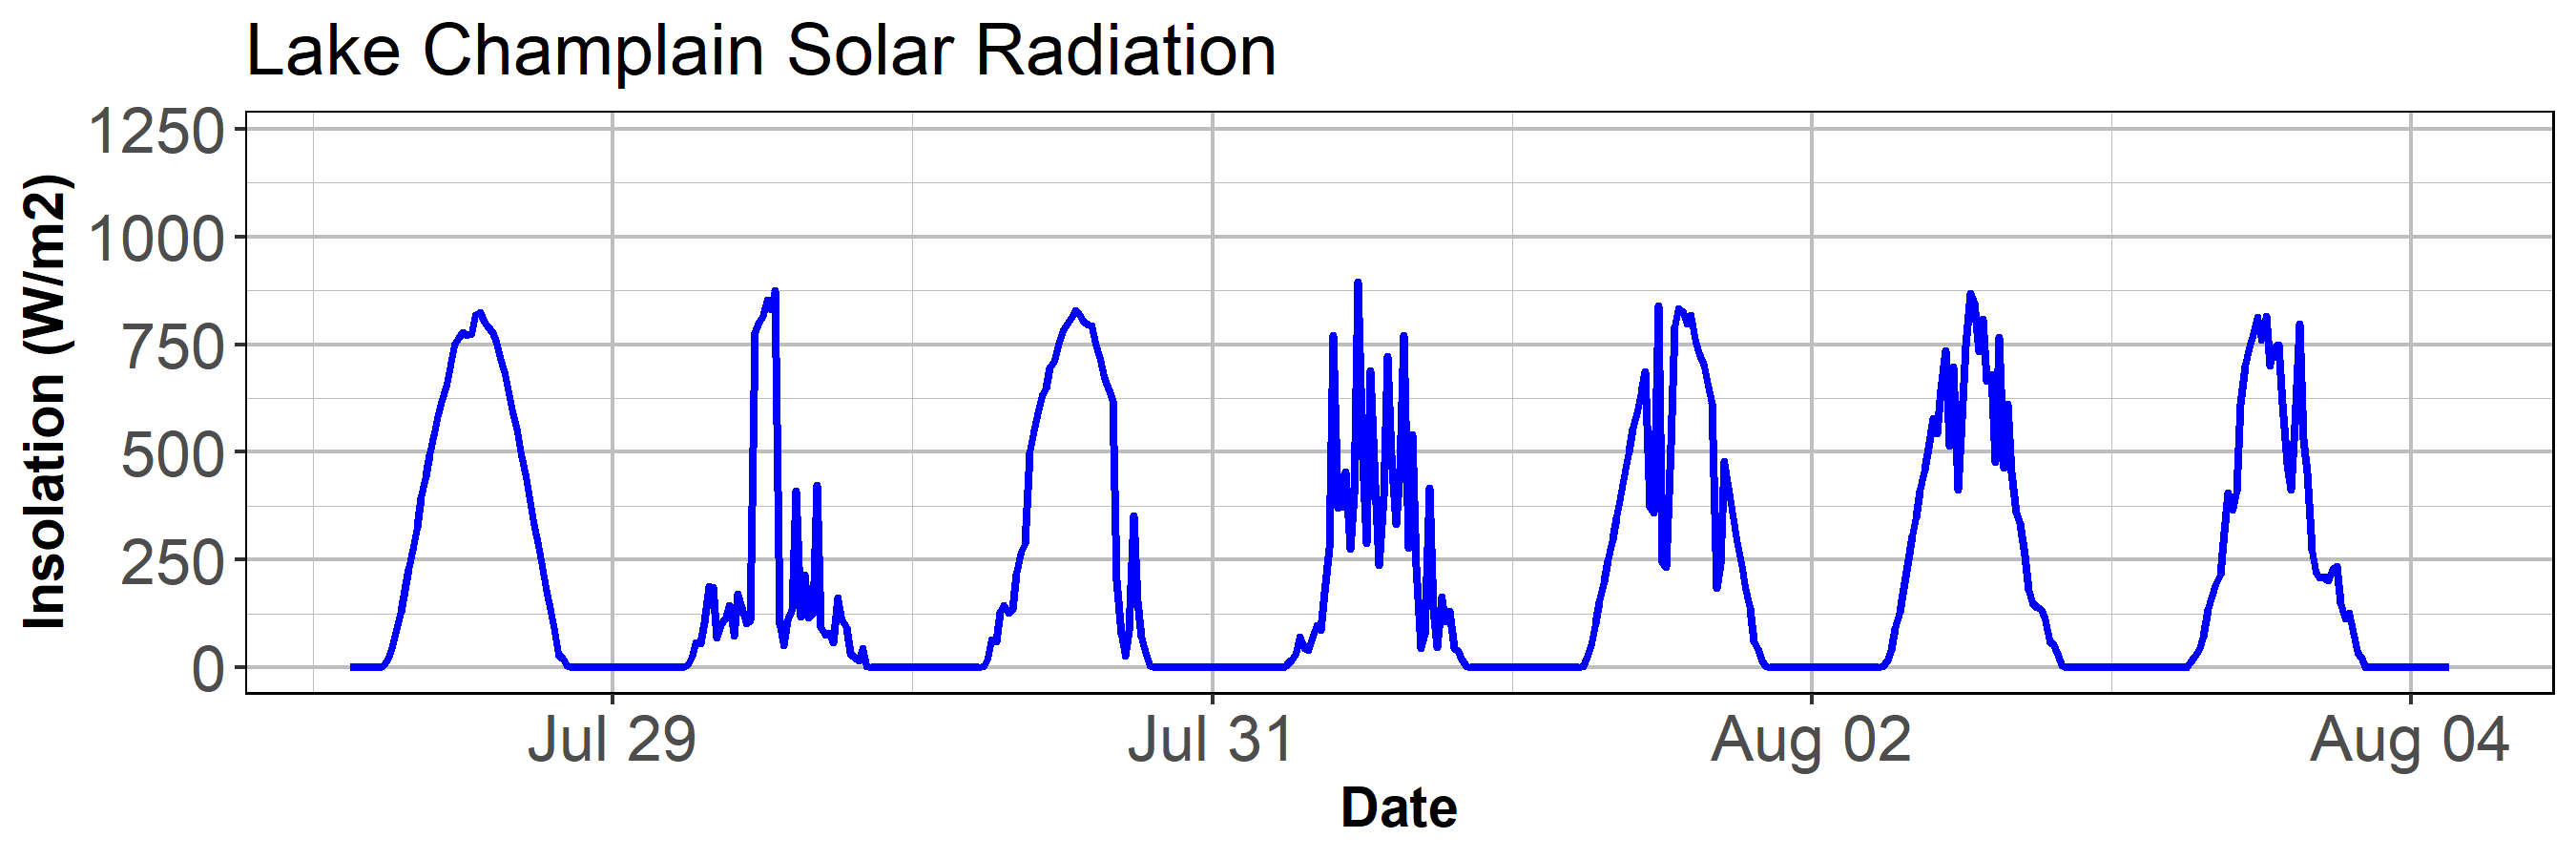 Lake Champlain Solar Radiation
1250
1000
750
500
250
0
Insolation (W/m2)
Jul 29 Jul 31 Aug 02 Aug 04
Date